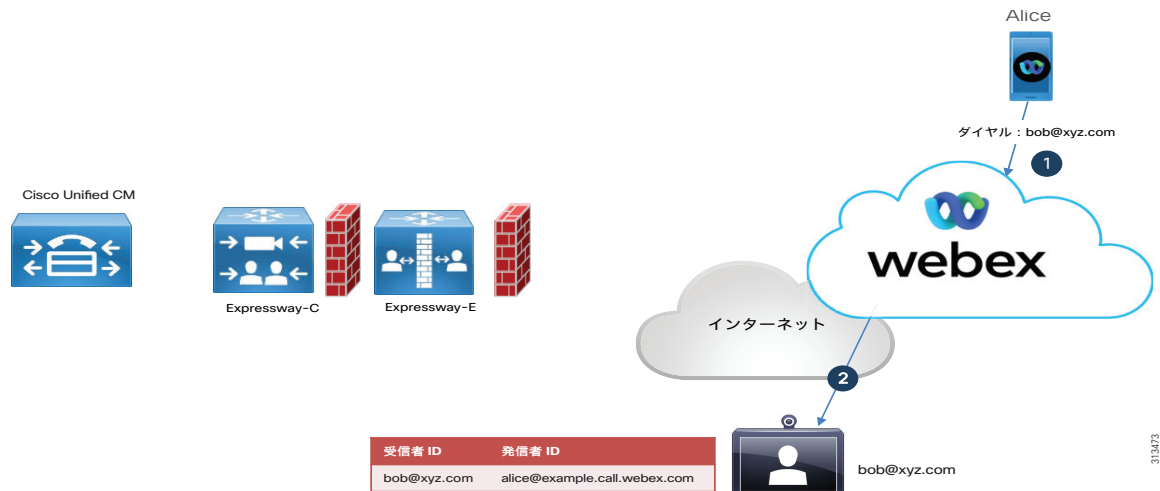 Alice
ダイヤル：bob@xyz.com
1
Cisco Unified CM
webex
Expressway-C
Expressway-E
インターネット
2
受信者 ID 発信者 ID
bob@xyz.com alice@example.call.webex.com
bob@xyz.com
313473